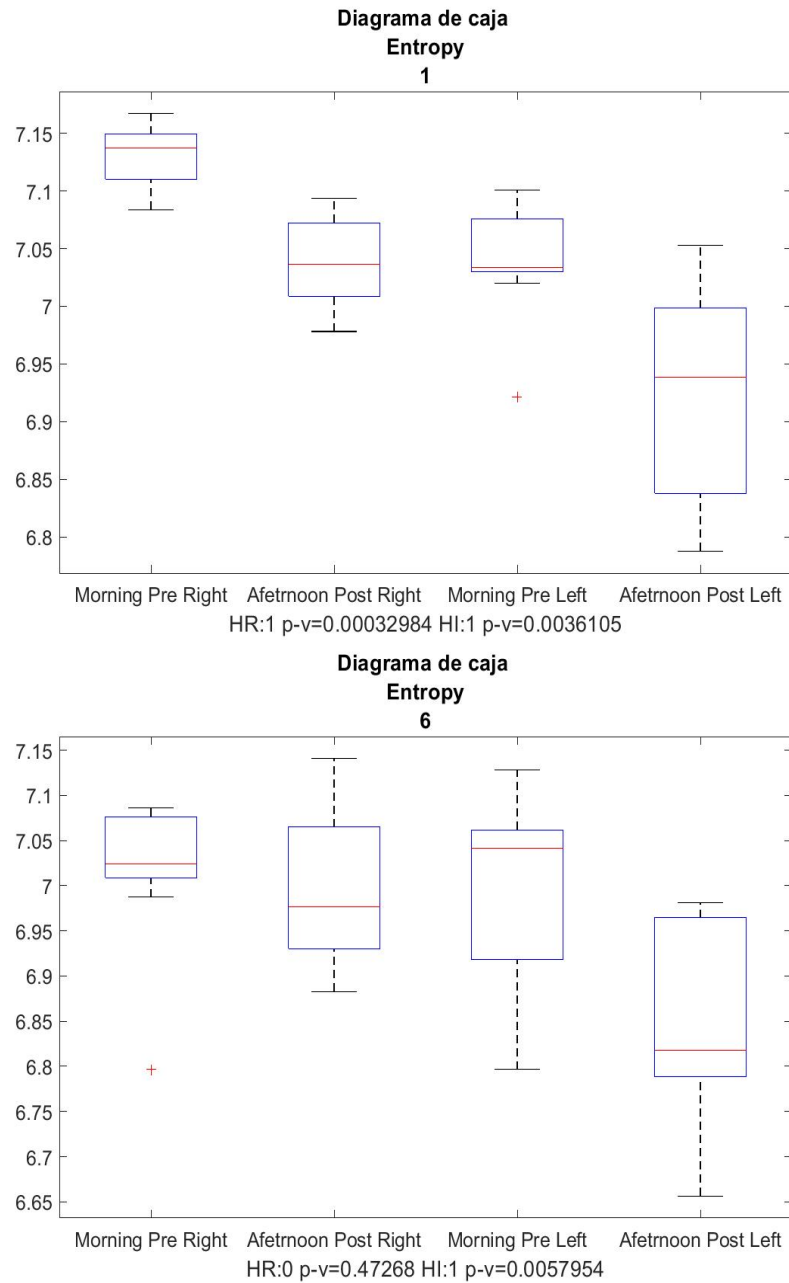 Diagrama de caja
Entropy
1
7.15
7.1
7.05
7
6.95
6.9
6.85
6.8
Morning Pre Right Afetrnoon Post Right Morning Pre Left Afetrnoon Post Left
HR:1 p-v=0.00032984 HI:1 p-v=0.0036105
Diagrama de caja
Entropy
6
7.15
7.1
7.05
7
6.95
6.9
6.85
6.8
6.75
6.7
6.65
Morning Pre Right Afetrnoon Post Right Morning Pre Left Afetrnoon Post Left
HR:0 p-v=0.47268 HI:1 p-v=0.0057954